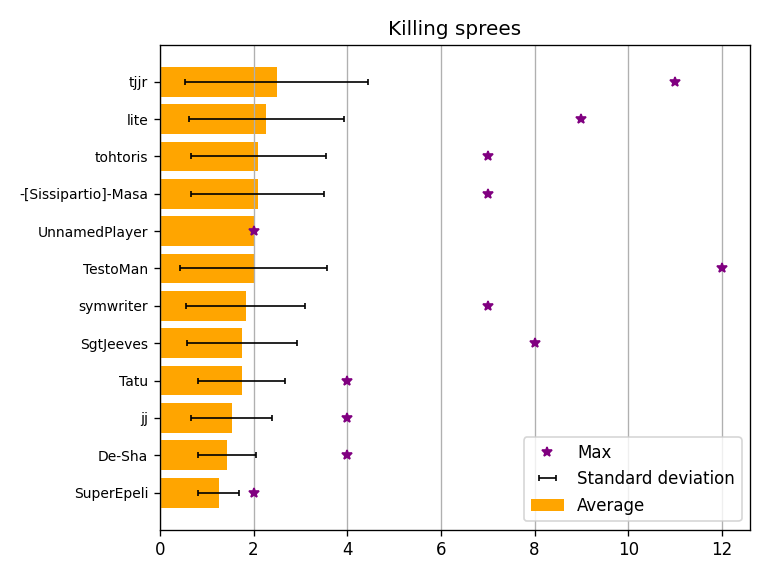 Killing sprees
tjjr
lite
tohtoris
-[Sissipartio]-Masa
UnnamedPlayer
TestoMan
symwriter
SgtJeeves
Tatu
jj
De-Sha
SuperEpeli
Max
Standard deviation
Average
0 2 4 6 8 10 12